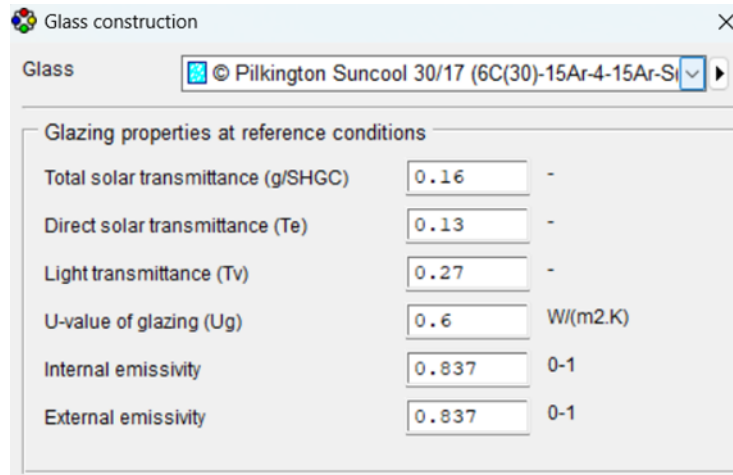 Glass construction
Glass © Pilkington Suncool 30/17 (6C(30)-15Ar-4-15Ar-S
Glazing properties at reference conditions
Total solar transmittance (g/SHGC) 0.16 -
Direct solar transmittance (Te) 0.13 -
Light transmittance (Tv) 0.27 -
U-value of glazing (Ug) 0.6 W/(m2.K)
Internal emissivity 0.837 0-1
External emissivity 0.837 0-1